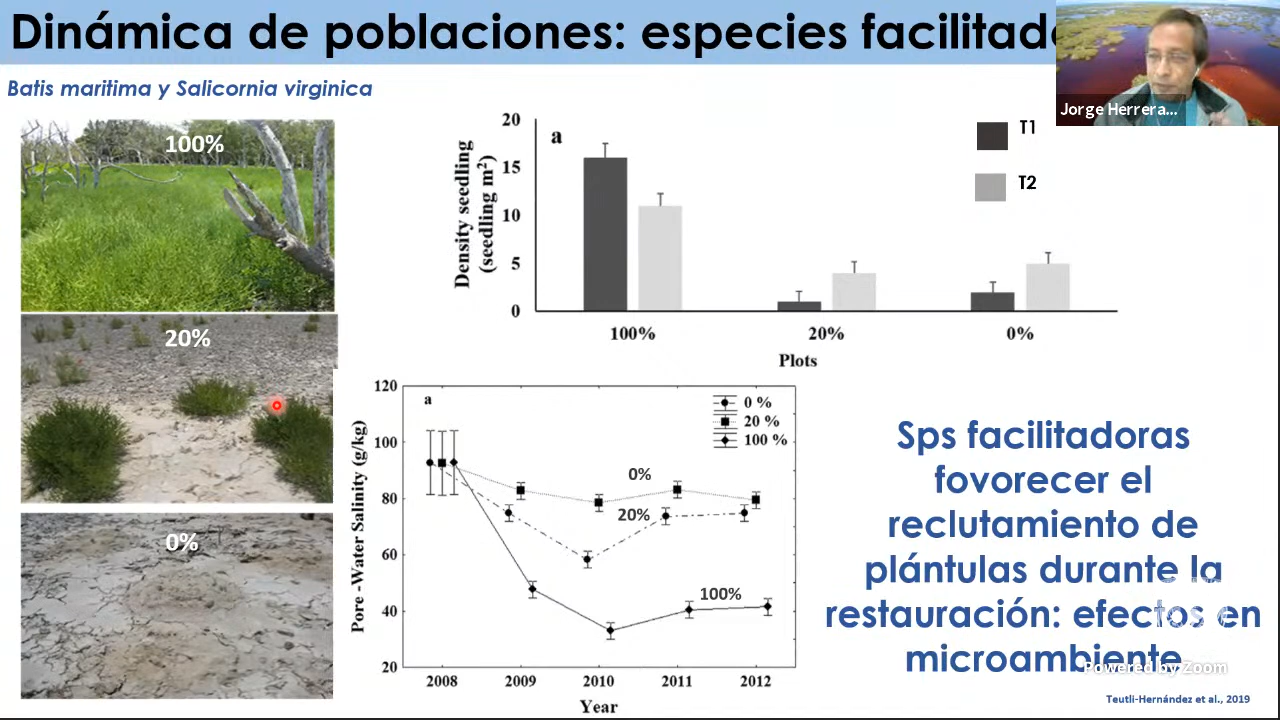 Dinámica de poblaciones: especies facilitad
Jorge Herrera...
Batis maritima y Salicornia virginica
100%
20%
0%
a
T1
T2
Density seedling
(seedling m²)
20
15
10
5
0
100%
20%
0%
Plots
a
0 %
20 %
100 %
0%
20%
100%
Pore -Water Salinity (g/kg)
120
100
80
60
40
20
2008
2009
2010
2011
2012
Year
Sps facilitadoras
fovorecer el
reclutamiento de
plántulas durante la
restauración: efectos en
microambiente
Powered by Zoom
Teutli-Hernández et al., 2019